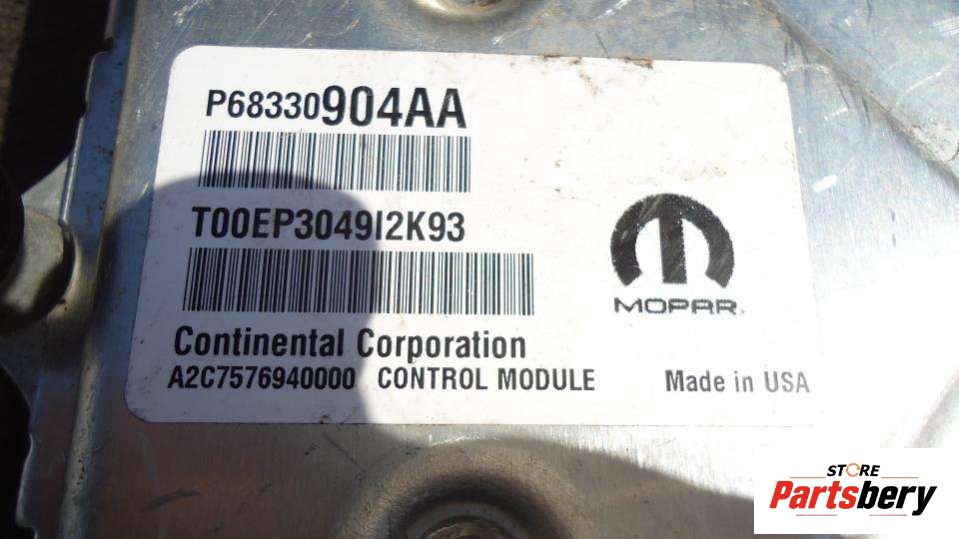 P68330904AA
T00EP3049I2K93
MOPAR.
Continental Corporation
A2C7576940000 CONTROL MODULE Made in USA
STORE
Partsbery